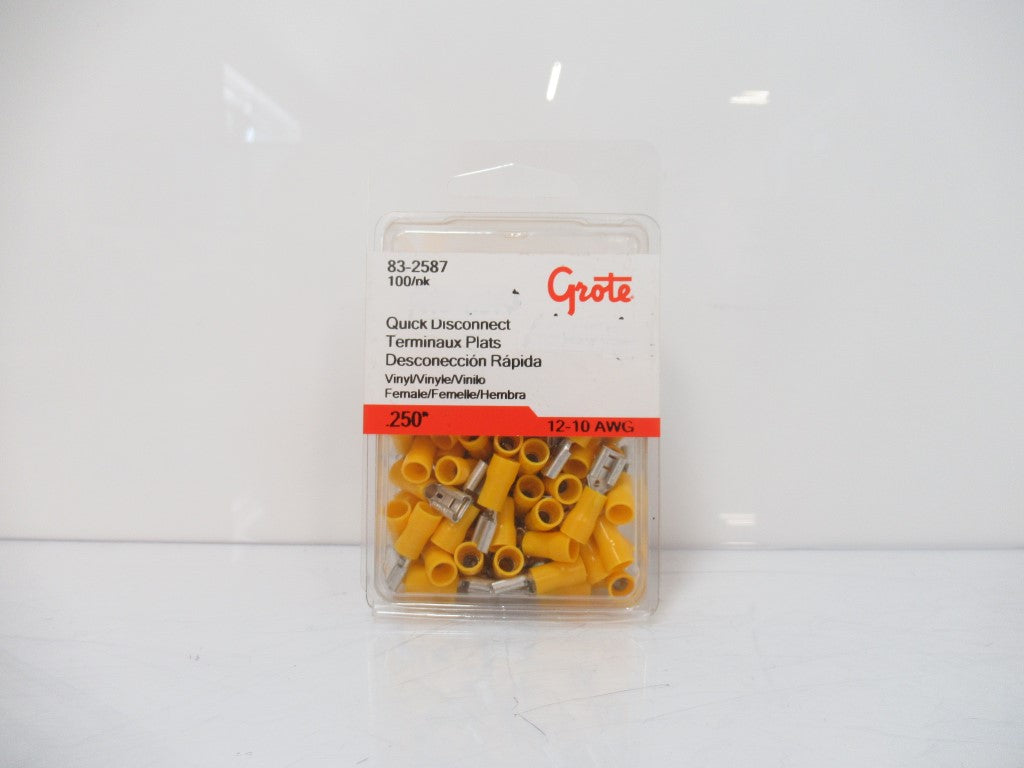 83-2587
100/pk
Grote
Quick Disconnect
Terminaux Plats
Desconección Rápida
Vinyl/Vinyle/Vinilo
Female/Femelle/Hembra
.250"
12-10 AWG